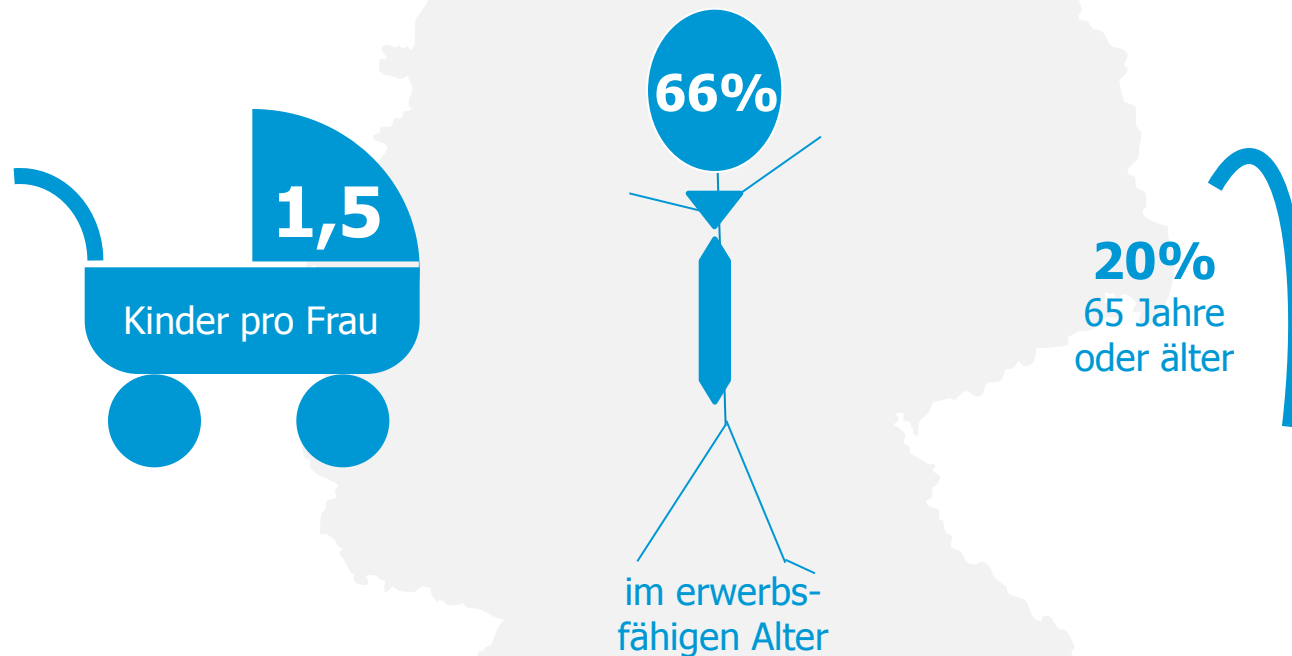 1,5
Kinder pro Frau
66%
im erwerbs-
fähigen Alter
20%
65 Jahre
oder älter